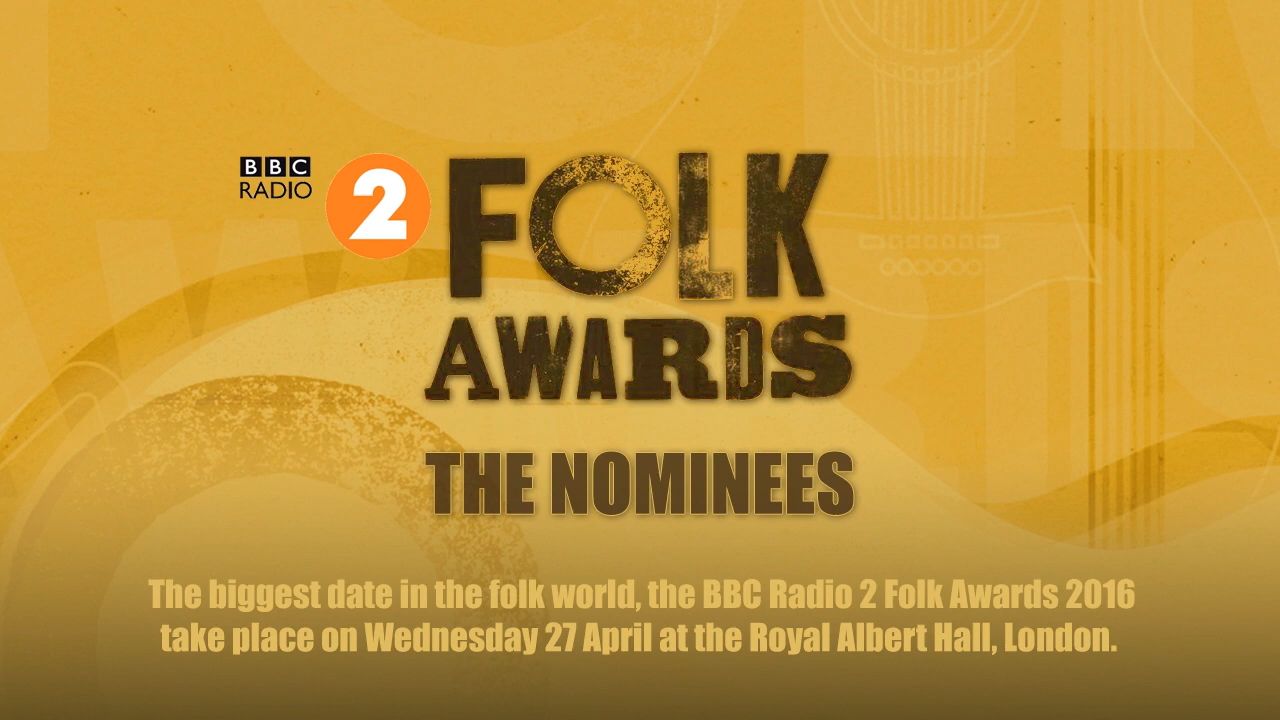 BBC
RADIO
2
FOLK
AWARDS
THE NOMINEES
The biggest date in the folk world, the BBC Radio 2 Folk Awards 2016
take place on Wednesday 27 April at the Royal Albert Hall, London.